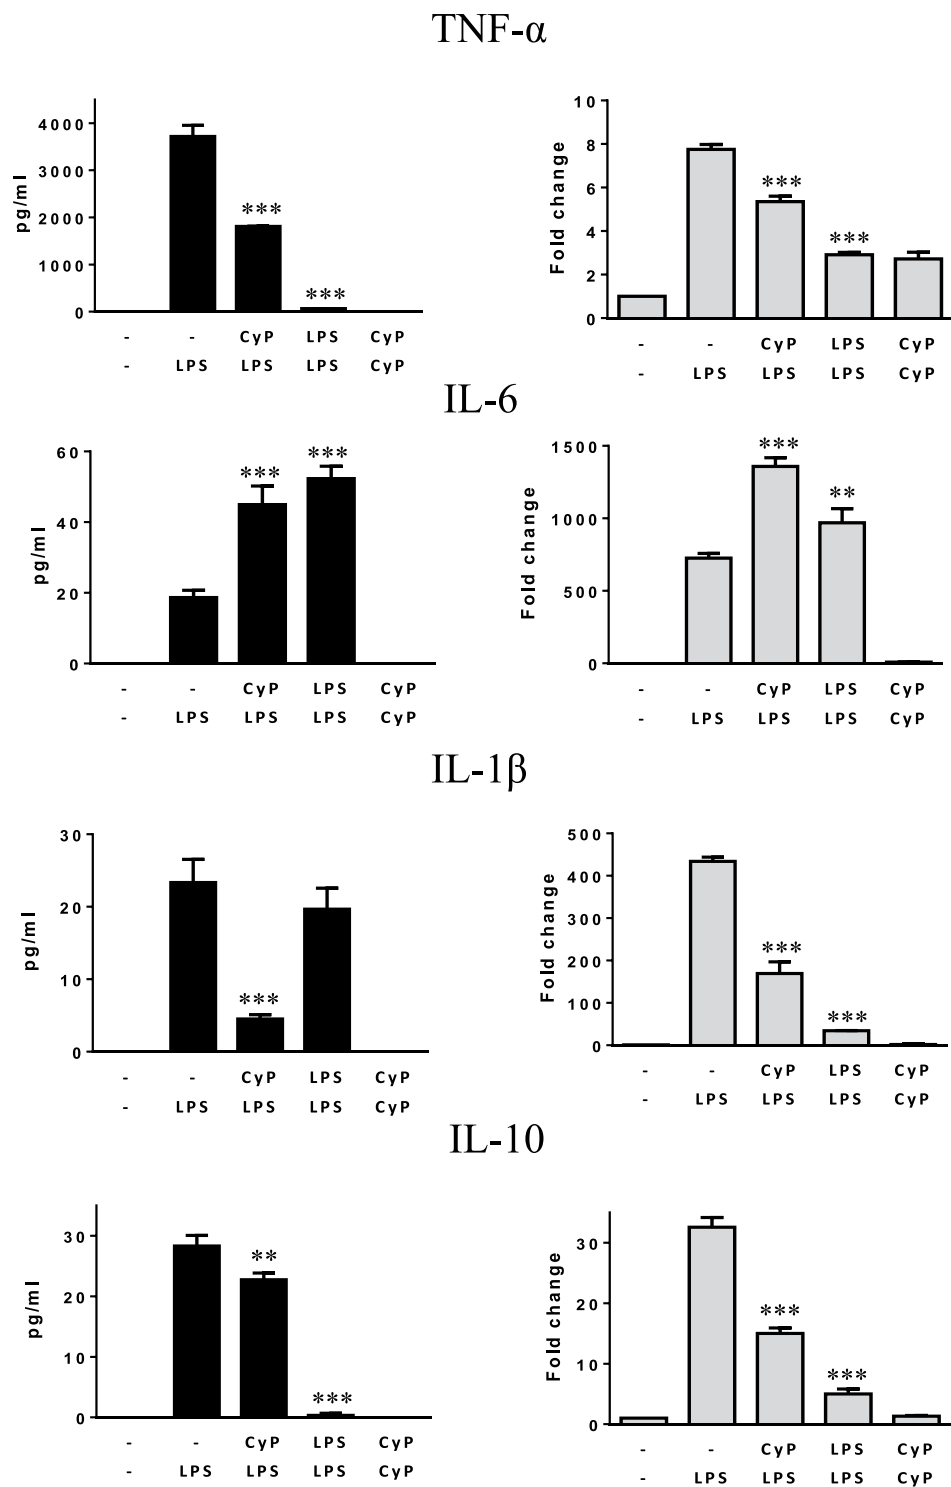 TNF-α
pg/ml
4000
3000
2000
1000
0
***
***
- - CyP LPS CyP
- LPS LPS LPS CyP
Fold change
10
8
6
4
2
0
***
***
- - CyP LPS CyP
- LPS LPS LPS CyP
IL-6
pg/ml
60
40
20
0
***
***
- - CyP LPS CyP
- LPS LPS LPS CyP
Fold change
1500
1000
500
0
***
**
- - CyP LPS CyP
- LPS LPS LPS CyP
IL-1β
pg/ml
30
20
10
0
***
- - CyP LPS CyP
- LPS LPS LPS CyP
Fold change
500
400
300
200
100
0
***
***
- - CyP LPS CyP
- LPS LPS LPS CyP
IL-10
pg/ml
30
20
10
0
**
***
- - CyP LPS CyP
- LPS LPS LPS CyP
Fold change
30
20
10
0
***
***
- - CyP LPS CyP
- LPS LPS LPS CyP